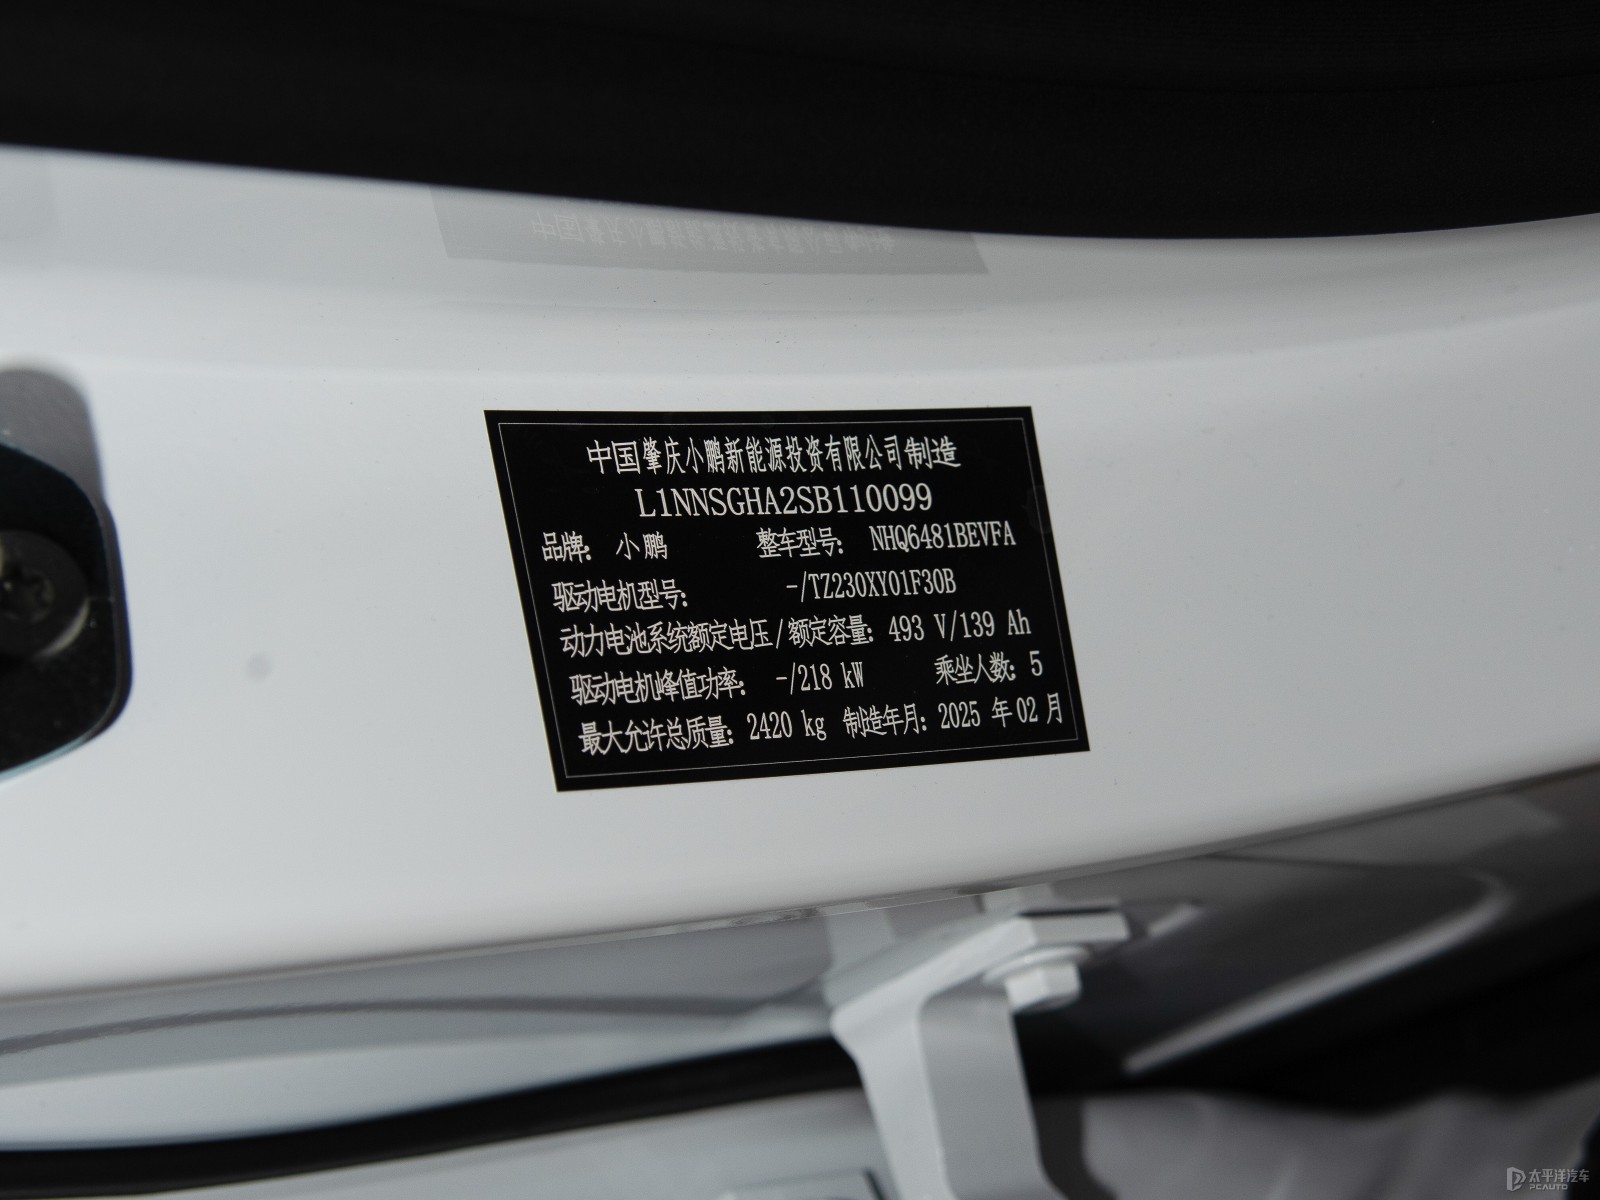 中国肇庆小鹏新能源投资有限公司制造
L1NNSGHA2SB110099
品牌: 小鹏 整车型号: NHQ6481BEVFA
驱动电机型号: -/TZ230XY01F30B
动力电池系统额定电压/额定容量: 493 V/139 Ah
驱动电机峰值功率: -/218 kW 乘坐人数: 5
最大允许总质量: 2420 kg 制造年月: 2025 年 02 月
太平洋汽车
PCAUTO